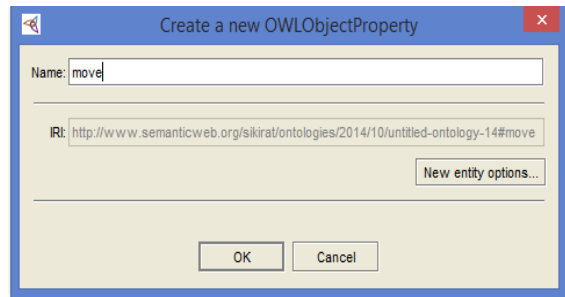 Create a new OWLObjectProperty
x
Name: move
IRI: http://www.semanticweb.org/sikirat/ontologies/2014/10/untitled-ontology-14#move
New entity options...
OK Cancel